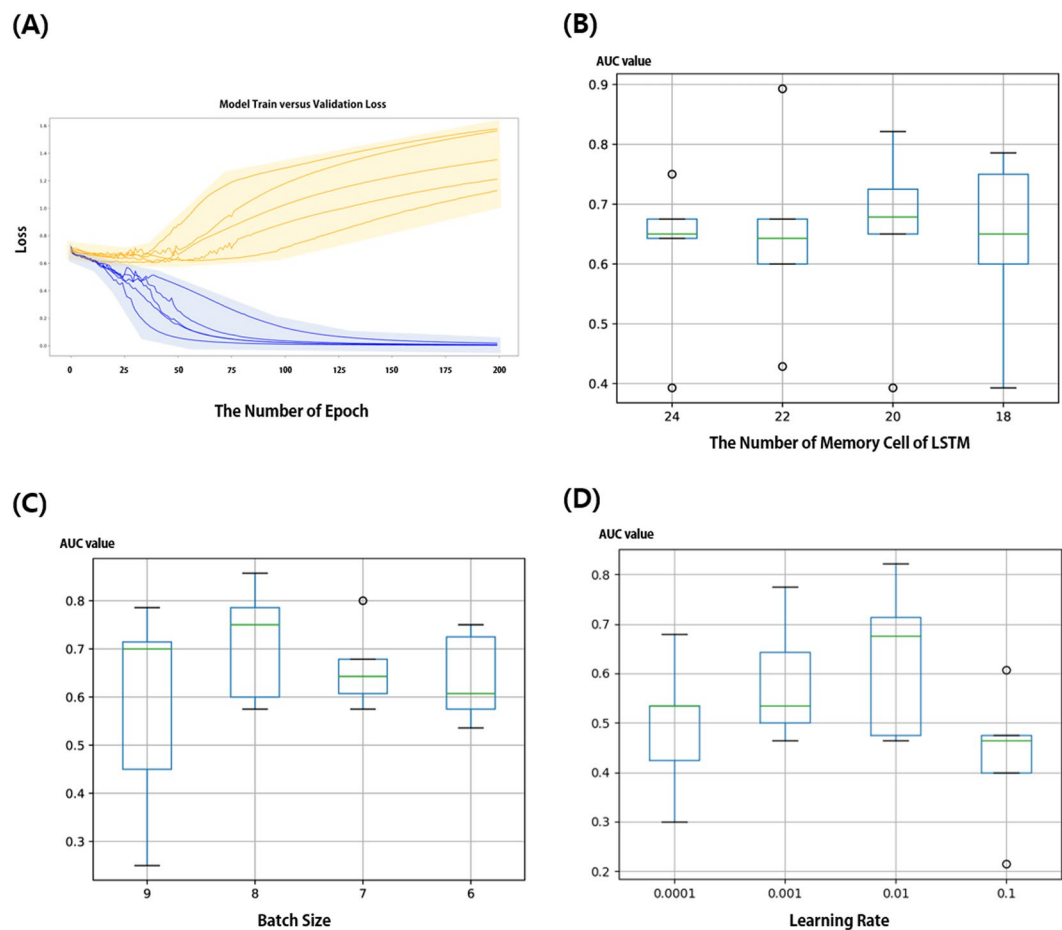 (A)
Model Train versus Validation Loss
Loss
1.6
1.4
1.2
1.0
0.8
0.6
0.4
0.2
0.0
0 25 50 75 100 125 150 175 200
The Number of Epoch
(B)
AUC value
0.9
0.8
0.7
0.6
0.5
0.4
24 22 20 18
The Number of Memory Cell of LSTM
(C)
AUC value
0.8
0.7
0.6
0.5
0.4
0.3
9 8 7 6
Batch Size
(D)
AUC value
0.8
0.7
0.6
0.5
0.4
0.3
0.2
0.0001 0.001 0.01 0.1
Learning Rate